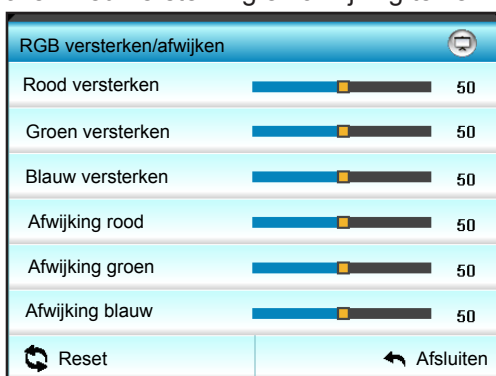 RGB versterken/afwijken
Rood versterken 50
Groen versterken 50
Blauw versterken 50
Afwijking rood 50
Afwijking groen 50
Afwijking blauw 50
Reset Afsluiten